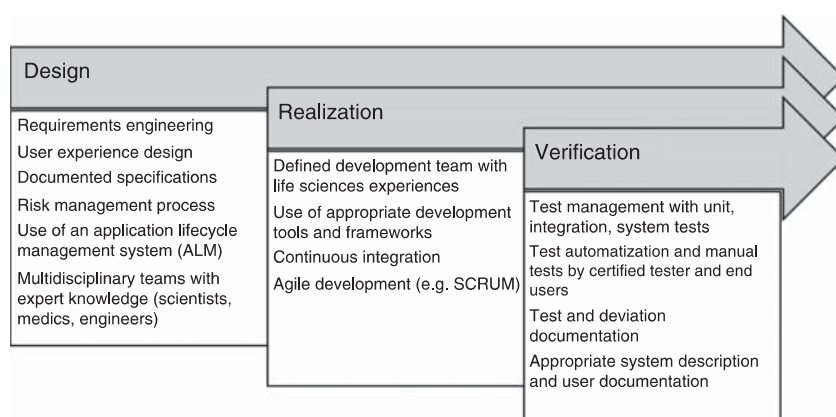 Design
Requirements engineering
User experience design
Documented specifications
Risk management process
Use of an application lifecycle
management system (ALM)
Multidisciplinary teams with
expert knowledge (scientists,
medics, engineers)
Realization
Defined development team with
life sciences experiences
Use of appropriate development
tools and frameworks
Continuous integration
Agile development (e.g. SCRUM)
Verification
Test management with unit,
integration, system tests
Test automatization and manual
tests by certified tester and end
users
Test and deviation
documentation
Appropriate system description
and user documentation